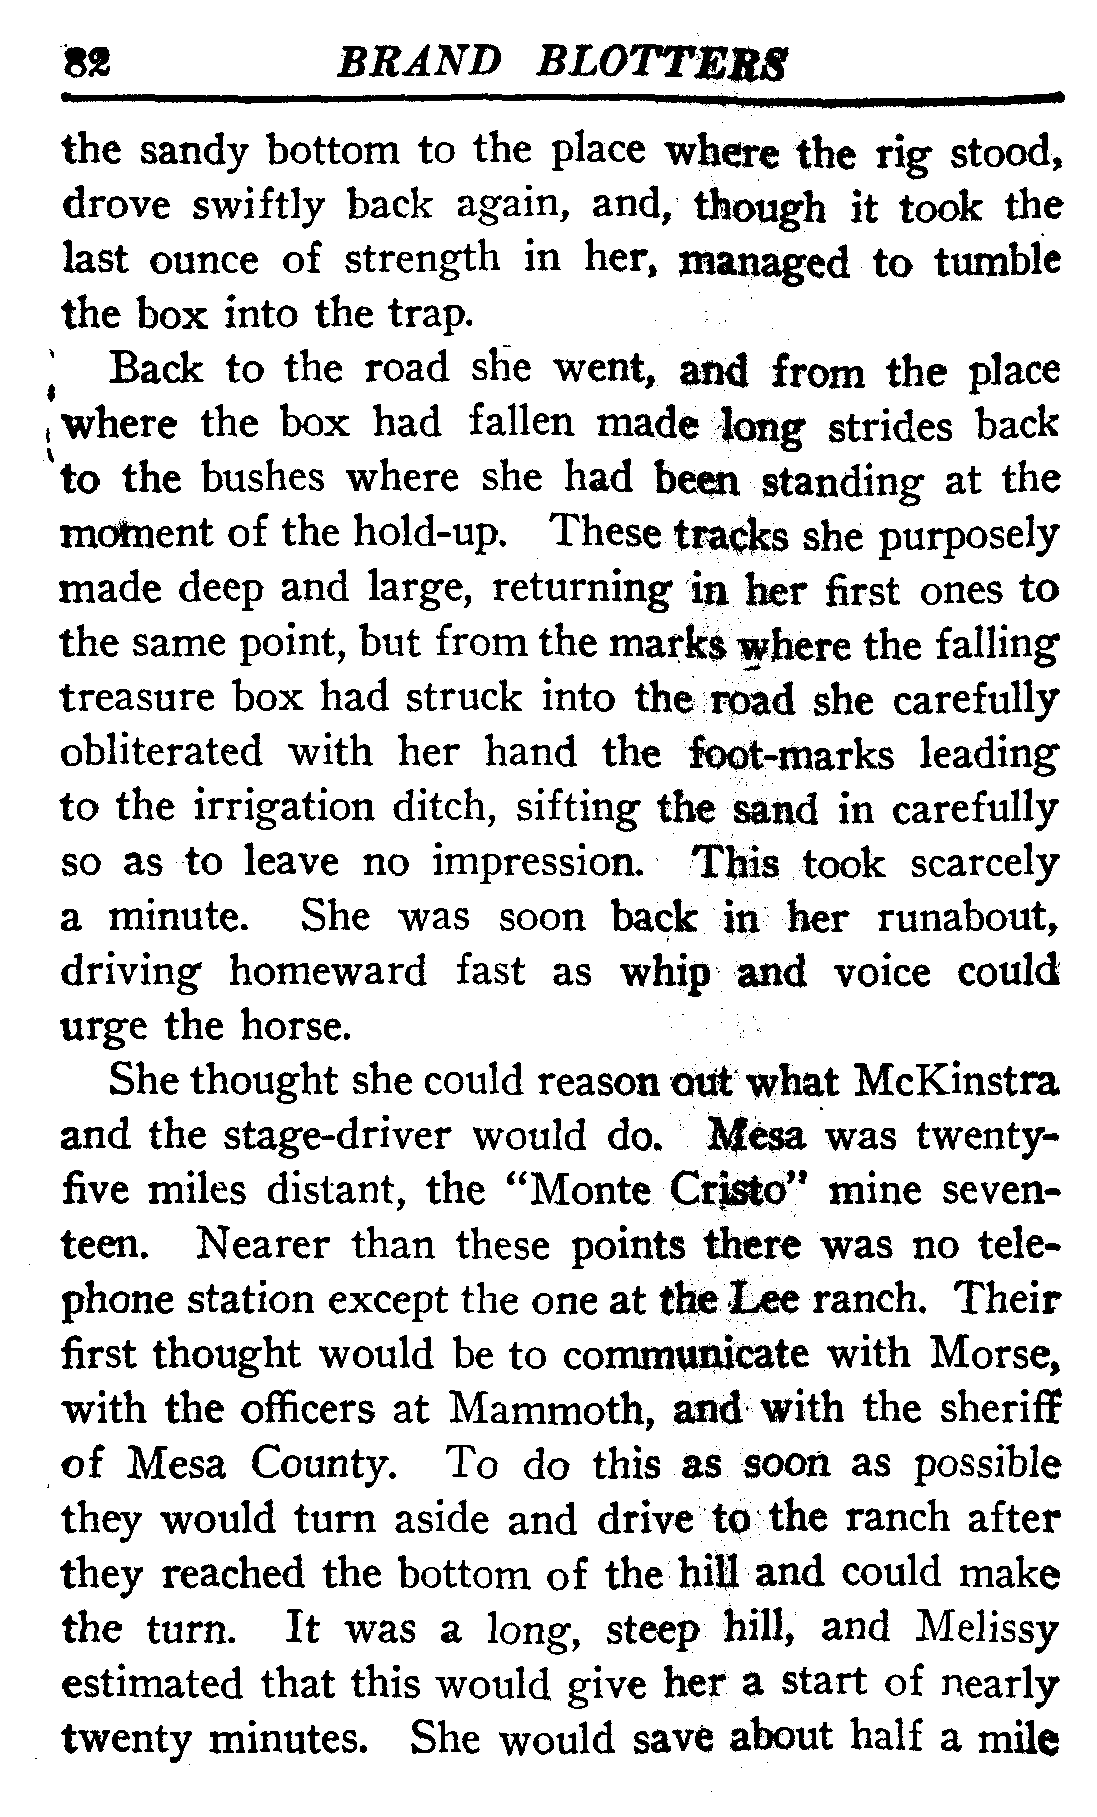 82 BRAND BLOTTERS
the sandy bottom to the place where the rig stood,
drove swiftly back again, and, though it took the
last ounce of strength in her, managed to tumble
the box into the trap.
Back to the road she went, and from the place
where the box had fallen made long strides back
to the bushes where she had been standing at the
moment of the hold-up. These tracks she purposely
made deep and large, returning in her first ones to
the same point, but from the marks where the falling
treasure box had struck into the road she carefully
obliterated with her hand the foot-marks leading
to the irrigation ditch, sifting the sand in carefully
so as to leave no impression. This took scarcely
a minute. She was soon back in her runabout,
driving homeward fast as whip and voice could
urge the horse.
She thought she could reason out what McKinstra
and the stage-driver would do. Mesa was twenty-
five miles distant, the “Monte Cristo” mine seven-
teen. Nearer than these points there was no tele-
phone station except the one at the Lee ranch. Their
first thought would be to communicate with Morse,
with the officers at Mammoth, and with the sheriff
of Mesa County. To do this as soon as possible
they would turn aside and drive to the ranch after
they reached the bottom of the hill and could make
the turn. It was a long, steep hill, and Melissy
estimated that this would give her a start of nearly
twenty minutes. She would save about half a mile